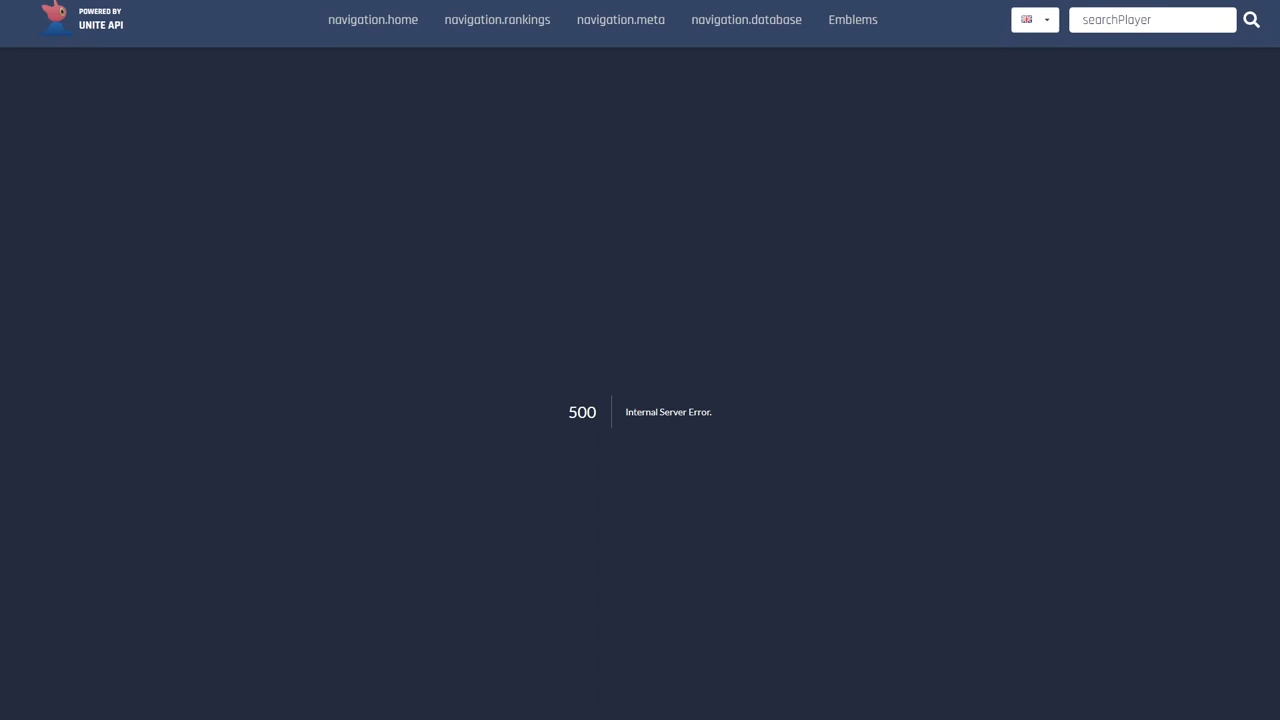 POWERED BY
UNITE API
navigation.home navigation.rankings navigation.meta navigation.database Emblems
searchPlayer
500 Internal Server Error.